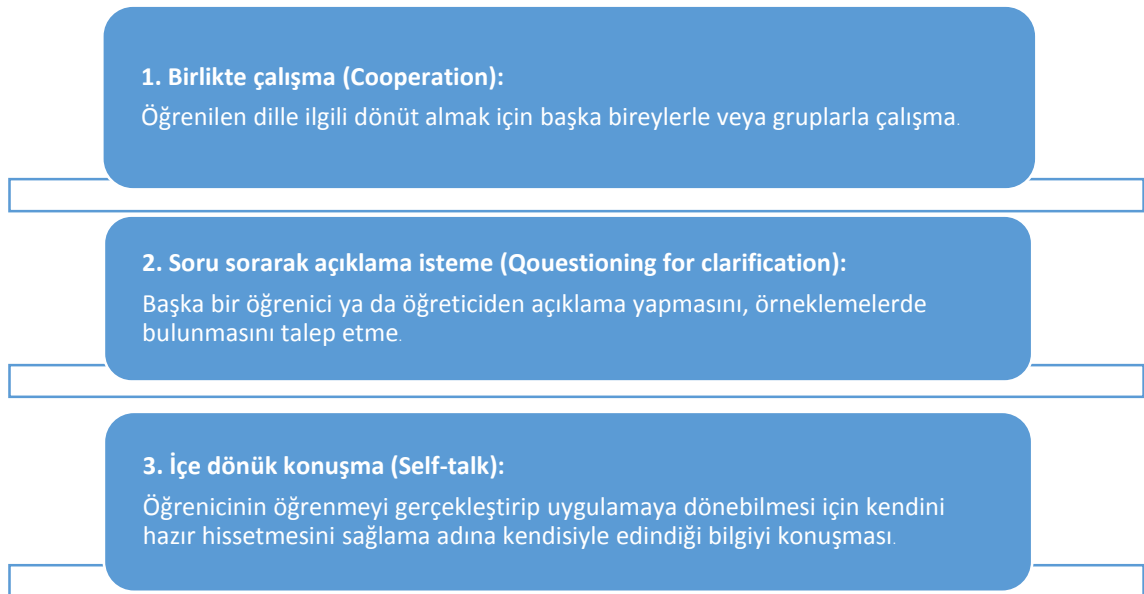 1. Birlikte çalışma (Cooperation):
Öğrenilen dille ilgili dönüt almak için başka bireylerle veya gruplarla çalışma.
2. Soru sorarak açıklama isteme (Qouestioning for clarification):
Başka bir öğrenici ya da öğreticiden açıklama yapmasını, örneklemelerde
bulunmasını talep etme.
3. İçe dönük konuşma (Self-talk):
Öğrenicinin öğrenmeyi gerçekleştirip uygulamaya dönebilmesi için kendini
hazır hissetmesini sağlama adına kendisiyle edindiği bilgiyi konuşması.